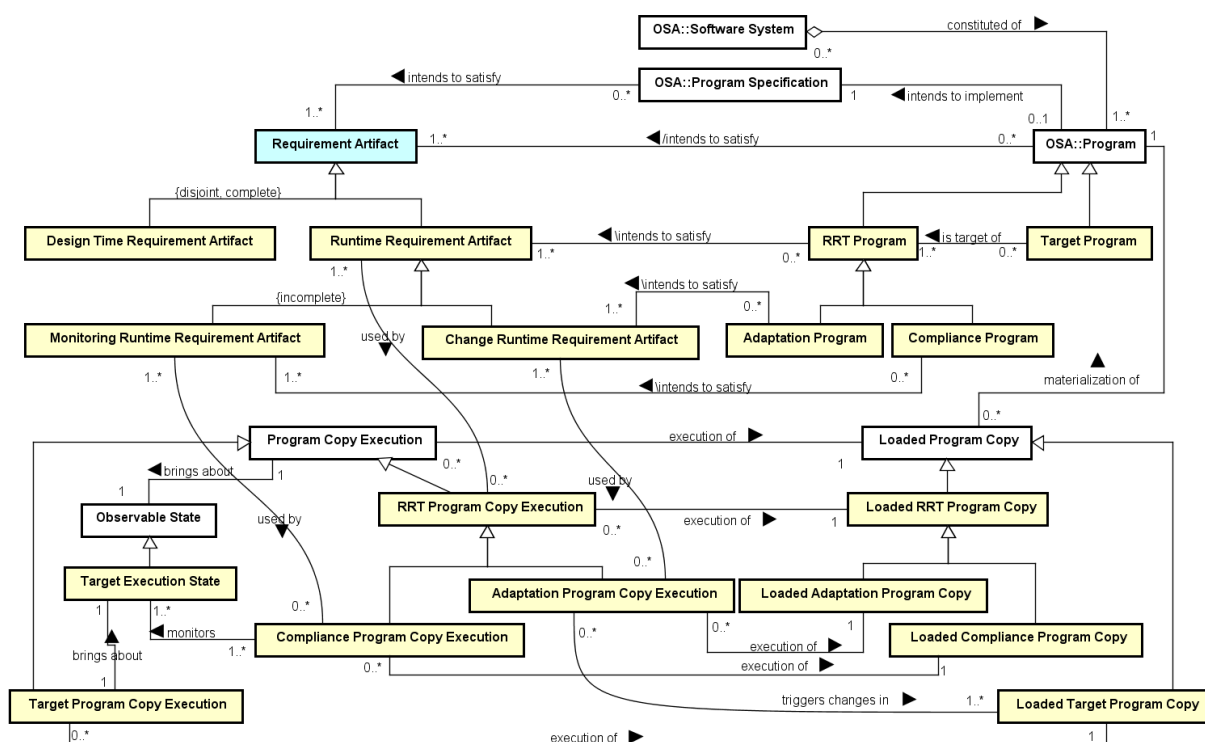 OSA::Software System
constituted of
0..*
OSA::Program Specification
intends to satisfy
0..*
1
intends to implement
1..*
0..1
1..*
Requirement Artifact
1..*
/intends to satisfy
0..*
OSA::Program
1
{disjoint, complete}
Design Time Requirement Artifact
Runtime Requirement Artifact
\intends to satisfy
RRT Program
is target of
Target Program
1..*
1..*
0..*
1..*
0..*
\intends to satisfy
{incomplete}
1..*
0..*
Monitoring Runtime Requirement Artifact
used by
Change Runtime Requirement Artifact
Adaptation Program
Compliance Program
1..*
1..*
1..*
\intends to satisfy
0..*
materialization of
0..*
Program Copy Execution
execution of
Loaded Program Copy
0..*
1
brings about
1
1
0..*
used by
RRT Program Copy Execution
Loaded RRT Program Copy
Observable State
used by
0..*
execution of
1
0..*
Target Execution State
Adaptation Program Copy Execution
Loaded Adaptation Program Copy
1
1..*
0..*
0..*
0..*
1
monitors
Compliance Program Copy Execution
Loaded Compliance Program Copy
1..*
execution of
brings about
0..*
execution of
1
1
Target Program Copy Execution
triggers changes in
1..*
Loaded Target Program Copy
0..*
execution of
1